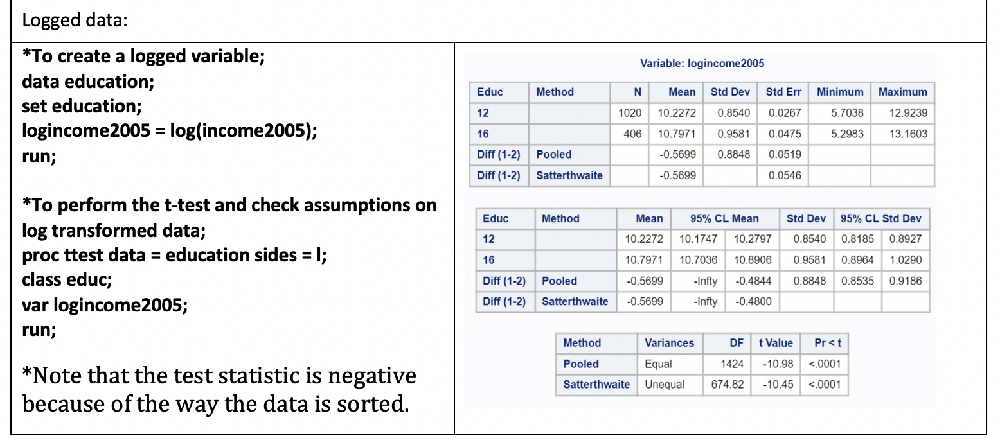 Logged data:
*To create a logged variable;
data education;
set education;
logincome2005 = log(income2005);
run;
*To perform the t-test and check assumptions on
log transformed data;
proc ttest data = education sides = l;
class educ;
var logincome2005;
run;
*Note that the test statistic is negative
because of the way the data is sorted.
Variable: logincome2005
Educ Method N Mean Std Dev Std Err Minimum Maximum
12 1020 10.2272 0.8540 0.0267 5.7038 12.9239
16 406 10.7971 0.9581 0.0475 5.2983 13.1603
Diff (1-2) Pooled -0.5699 0.8848 0.0519
Diff (1-2) Satterthwaite -0.5699 0.0546
Educ Method Mean 95% CL Mean Std Dev 95% CL Std Dev
12 10.2272 10.1747 10.2797 0.8540 0.8185 0.8927
16 10.7971 10.7036 10.8906 0.9581 0.8964 1.0290
Diff (1-2) Pooled -0.5699 -Infty -0.4844 0.8848 0.8535 0.9186
Diff (1-2) Satterthwaite -0.5699 -Infty -0.4800
Method Variances DF t Value Pr < t
Pooled Equal 1424 -10.98 <.0001
Satterthwaite Unequal 674.82 -10.45 <.0001